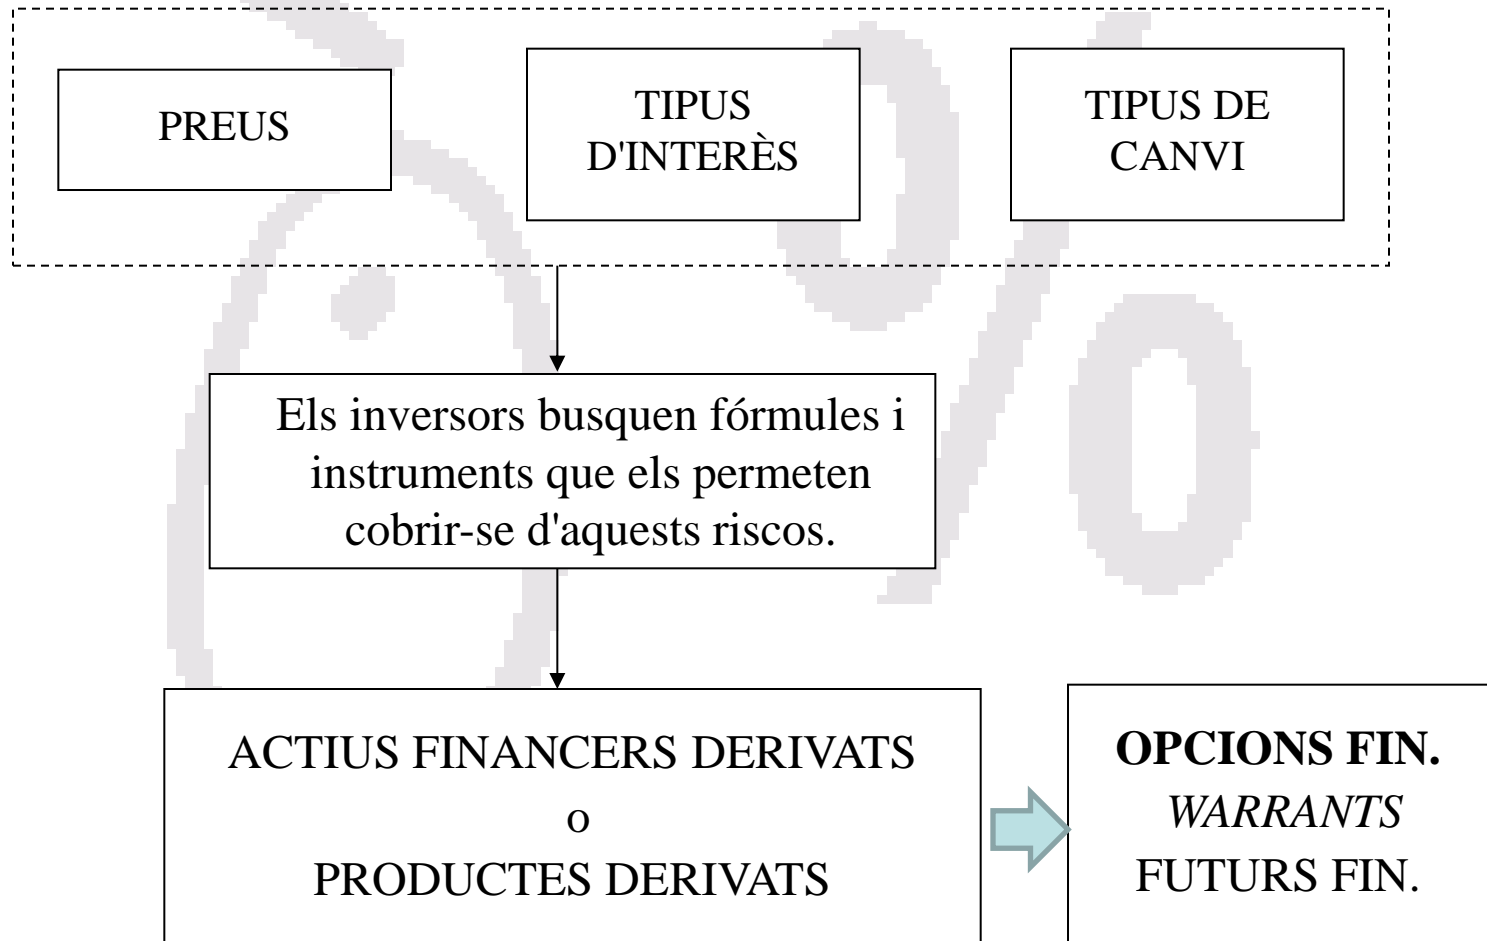 PREUS
TIPUS
D'INTERÈS
TIPUS DE
CANVI
Els inversors busquen fórmules i
instruments que els permeten
cobrir-se d'aquests riscos.
ACTIUS FINANCERS DERIVATS
o
PRODUCTES DERIVATS
OPCIONS FIN.
WARRANTS
FUTURS FIN.